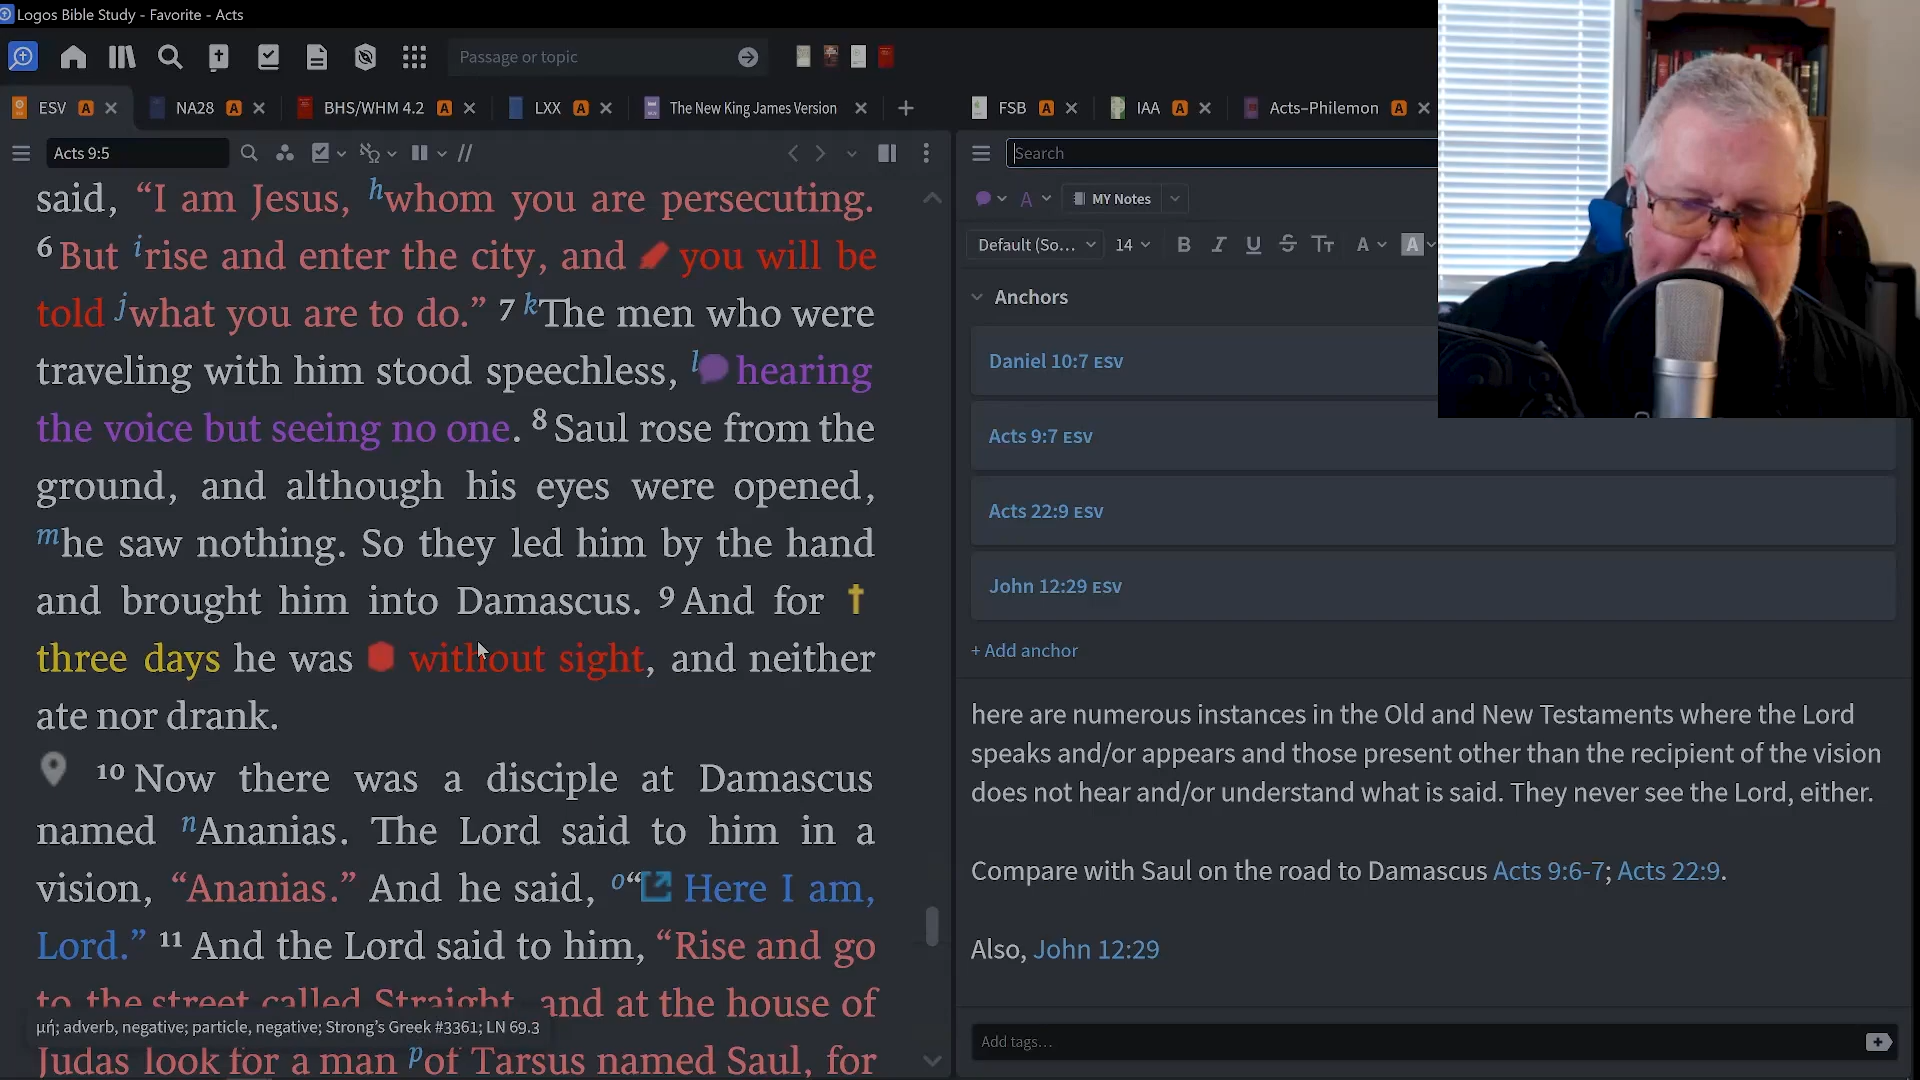 Logos Bible Study - Favorite - Acts
Passage or topic
ESV A NA28 A BHS/WHM 4.2 A LXX A The New King James Version
FSB A IAA A Acts–Philemon A
Acts 9:5
Search
said, “I am Jesus, hwhom you are persecuting.
6 But irise and enter the city, and you will be
told jwhat you are to do.” 7 kThe men who were
traveling with him stood speechless, lhearing
the voice but seeing no one. 8 Saul rose from the
ground, and although his eyes were opened,
mhe saw nothing. So they led him by the hand
and brought him into Damascus. 9 And for
three days he was without sight, and neither
ate nor drank.
10 Now there was a disciple at Damascus
named nAnanias. The Lord said to him in a
vision, “Ananias.” And he said, o“Here I am,
Lord.” 11 And the Lord said to him, “Rise and go
to the street called Straight, and at the house of
μή; adverb, negative; particle, negative; Strong’s Greek #3361; LN 69.3
Judas look for a man pof Tarsus named Saul, for
A MY Notes
Default (So... 14 B I U S Tт A A
Anchors
Daniel 10:7 ESV
Acts 9:7 ESV
Acts 22:9 ESV
John 12:29 ESV
+ Add anchor
here are numerous instances in the Old and New Testaments where the Lord
speaks and/or appears and those present other than the recipient of the vision
does not hear and/or understand what is said. They never see the Lord, either.
Compare with Saul on the road to Damascus Acts 9:6-7; Acts 22:9.
Also, John 12:29
Add tags...